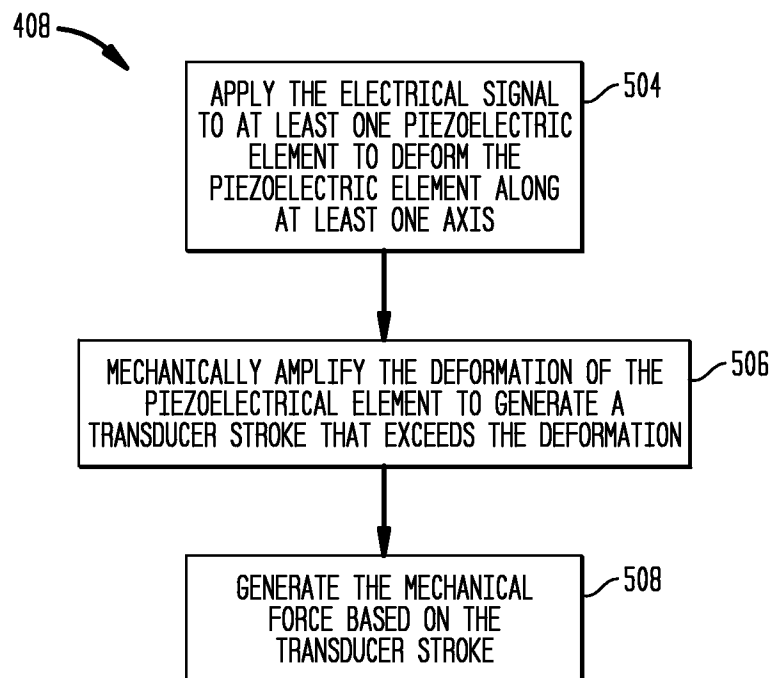 408
APPLY THE ELECTRICAL SIGNAL
TO AT LEAST ONE PIEZOELECTRIC
ELEMENT TO DEFORM THE
PIEZOELECTRIC ELEMENT ALONG
AT LEAST ONE AXIS
504
MECHANICALLY AMPLIFY THE DEFORMATION OF THE
PIEZOELECTRICAL ELEMENT TO GENERATE A
TRANSDUCER STROKE THAT EXCEEDS THE DEFORMATION
506
GENERATE THE MECHANICAL
FORCE BASED ON THE
TRANSDUCER STROKE
508